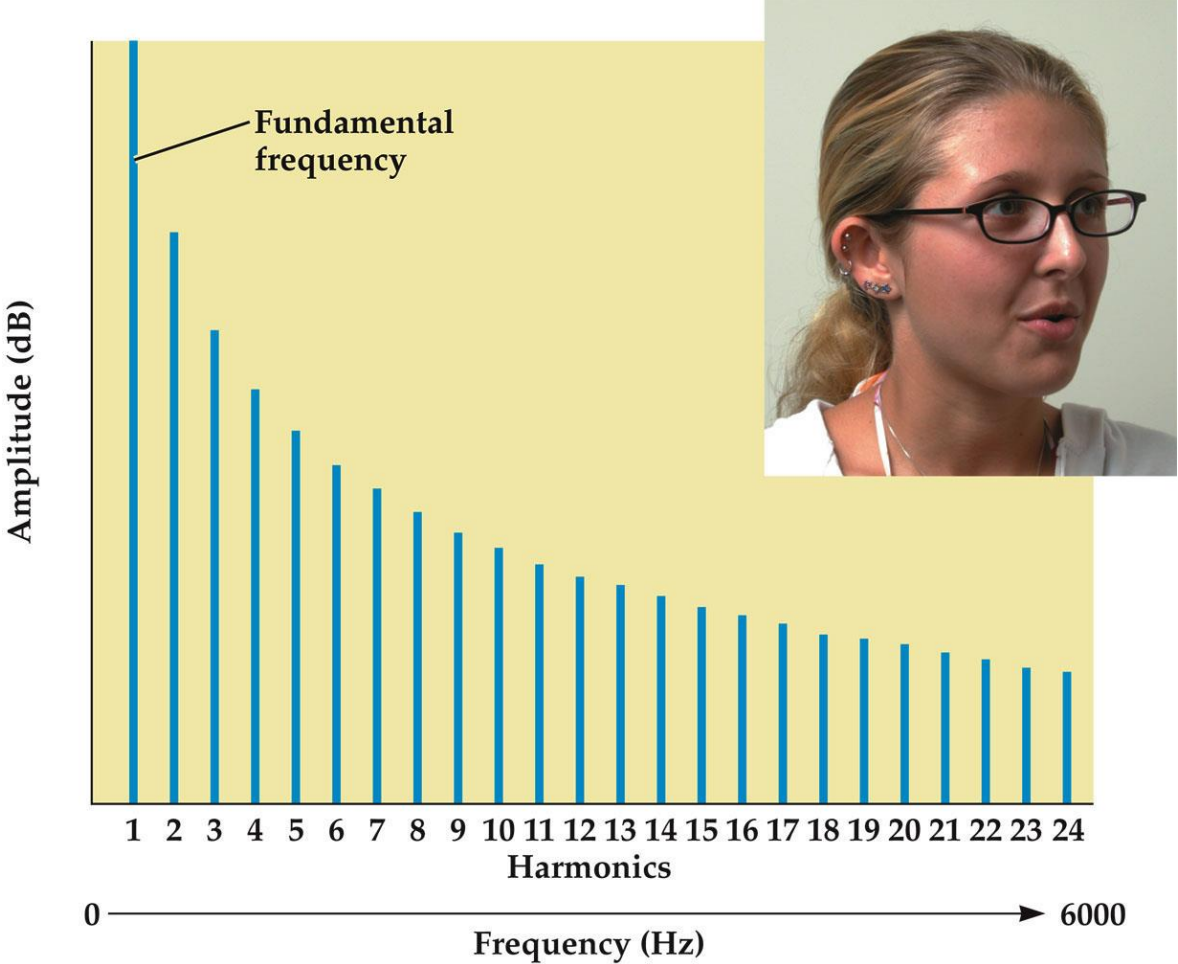 Fundamental
frequency
Amplitude (dB)
1 2 3 4 5 6 7 8 9 10 11 12 13 14 15 16 17 18 19 20 21 22 23 24
Harmonics
0 6000
Frequency (Hz)